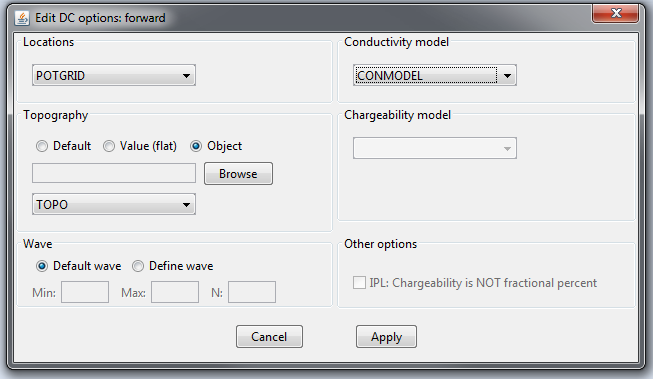 Edit DC options: forward
Locations
POTGRID
Conductivity model
CONMODEL
Topography
Default Value (flat) Object
Browse
TOPO
Chargeability model
Wave
Default wave Define wave
Min: Max: N:
Other options
IPL: Chargeability is NOT fractional percent
Cancel Apply